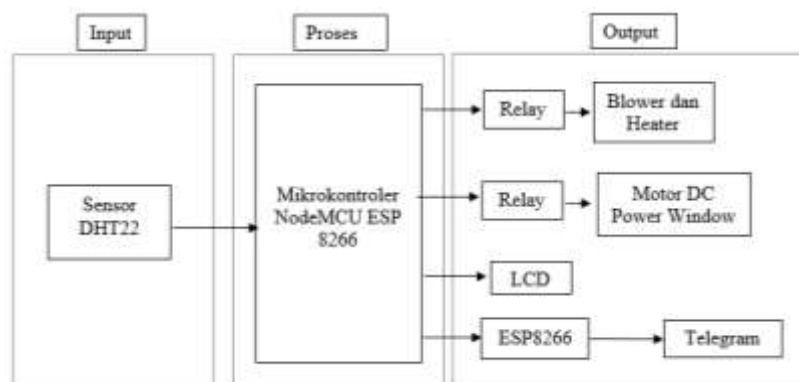 Input
Proses
Output
Sensor
DHT22
Mikrokontroler
NodeMCU ESP
8266
Relay
Blower dan
Heater
Relay
Motor DC
Power Window
LCD
ESP8266
Telegram